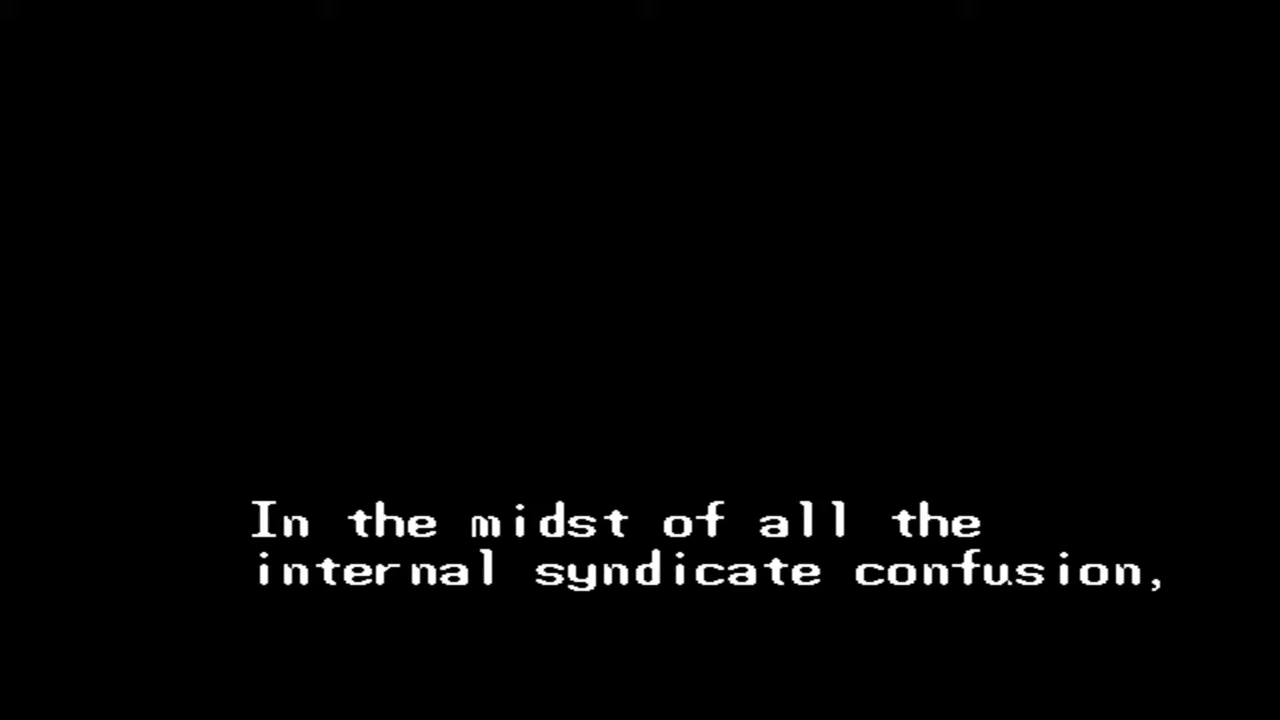 In the midst of all the
internal syndicate confusion,